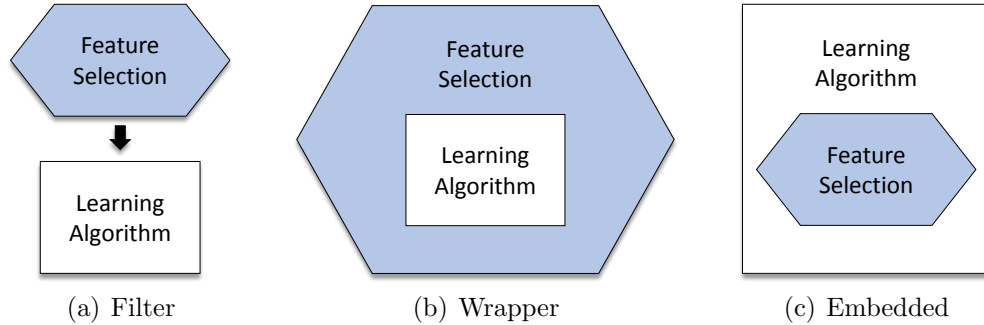 Feature
Selection
Learning
Algorithm
(a) Filter
Feature
Selection
Learning
Algorithm
(b) Wrapper
Learning
Algorithm
Feature
Selection
(c) Embedded